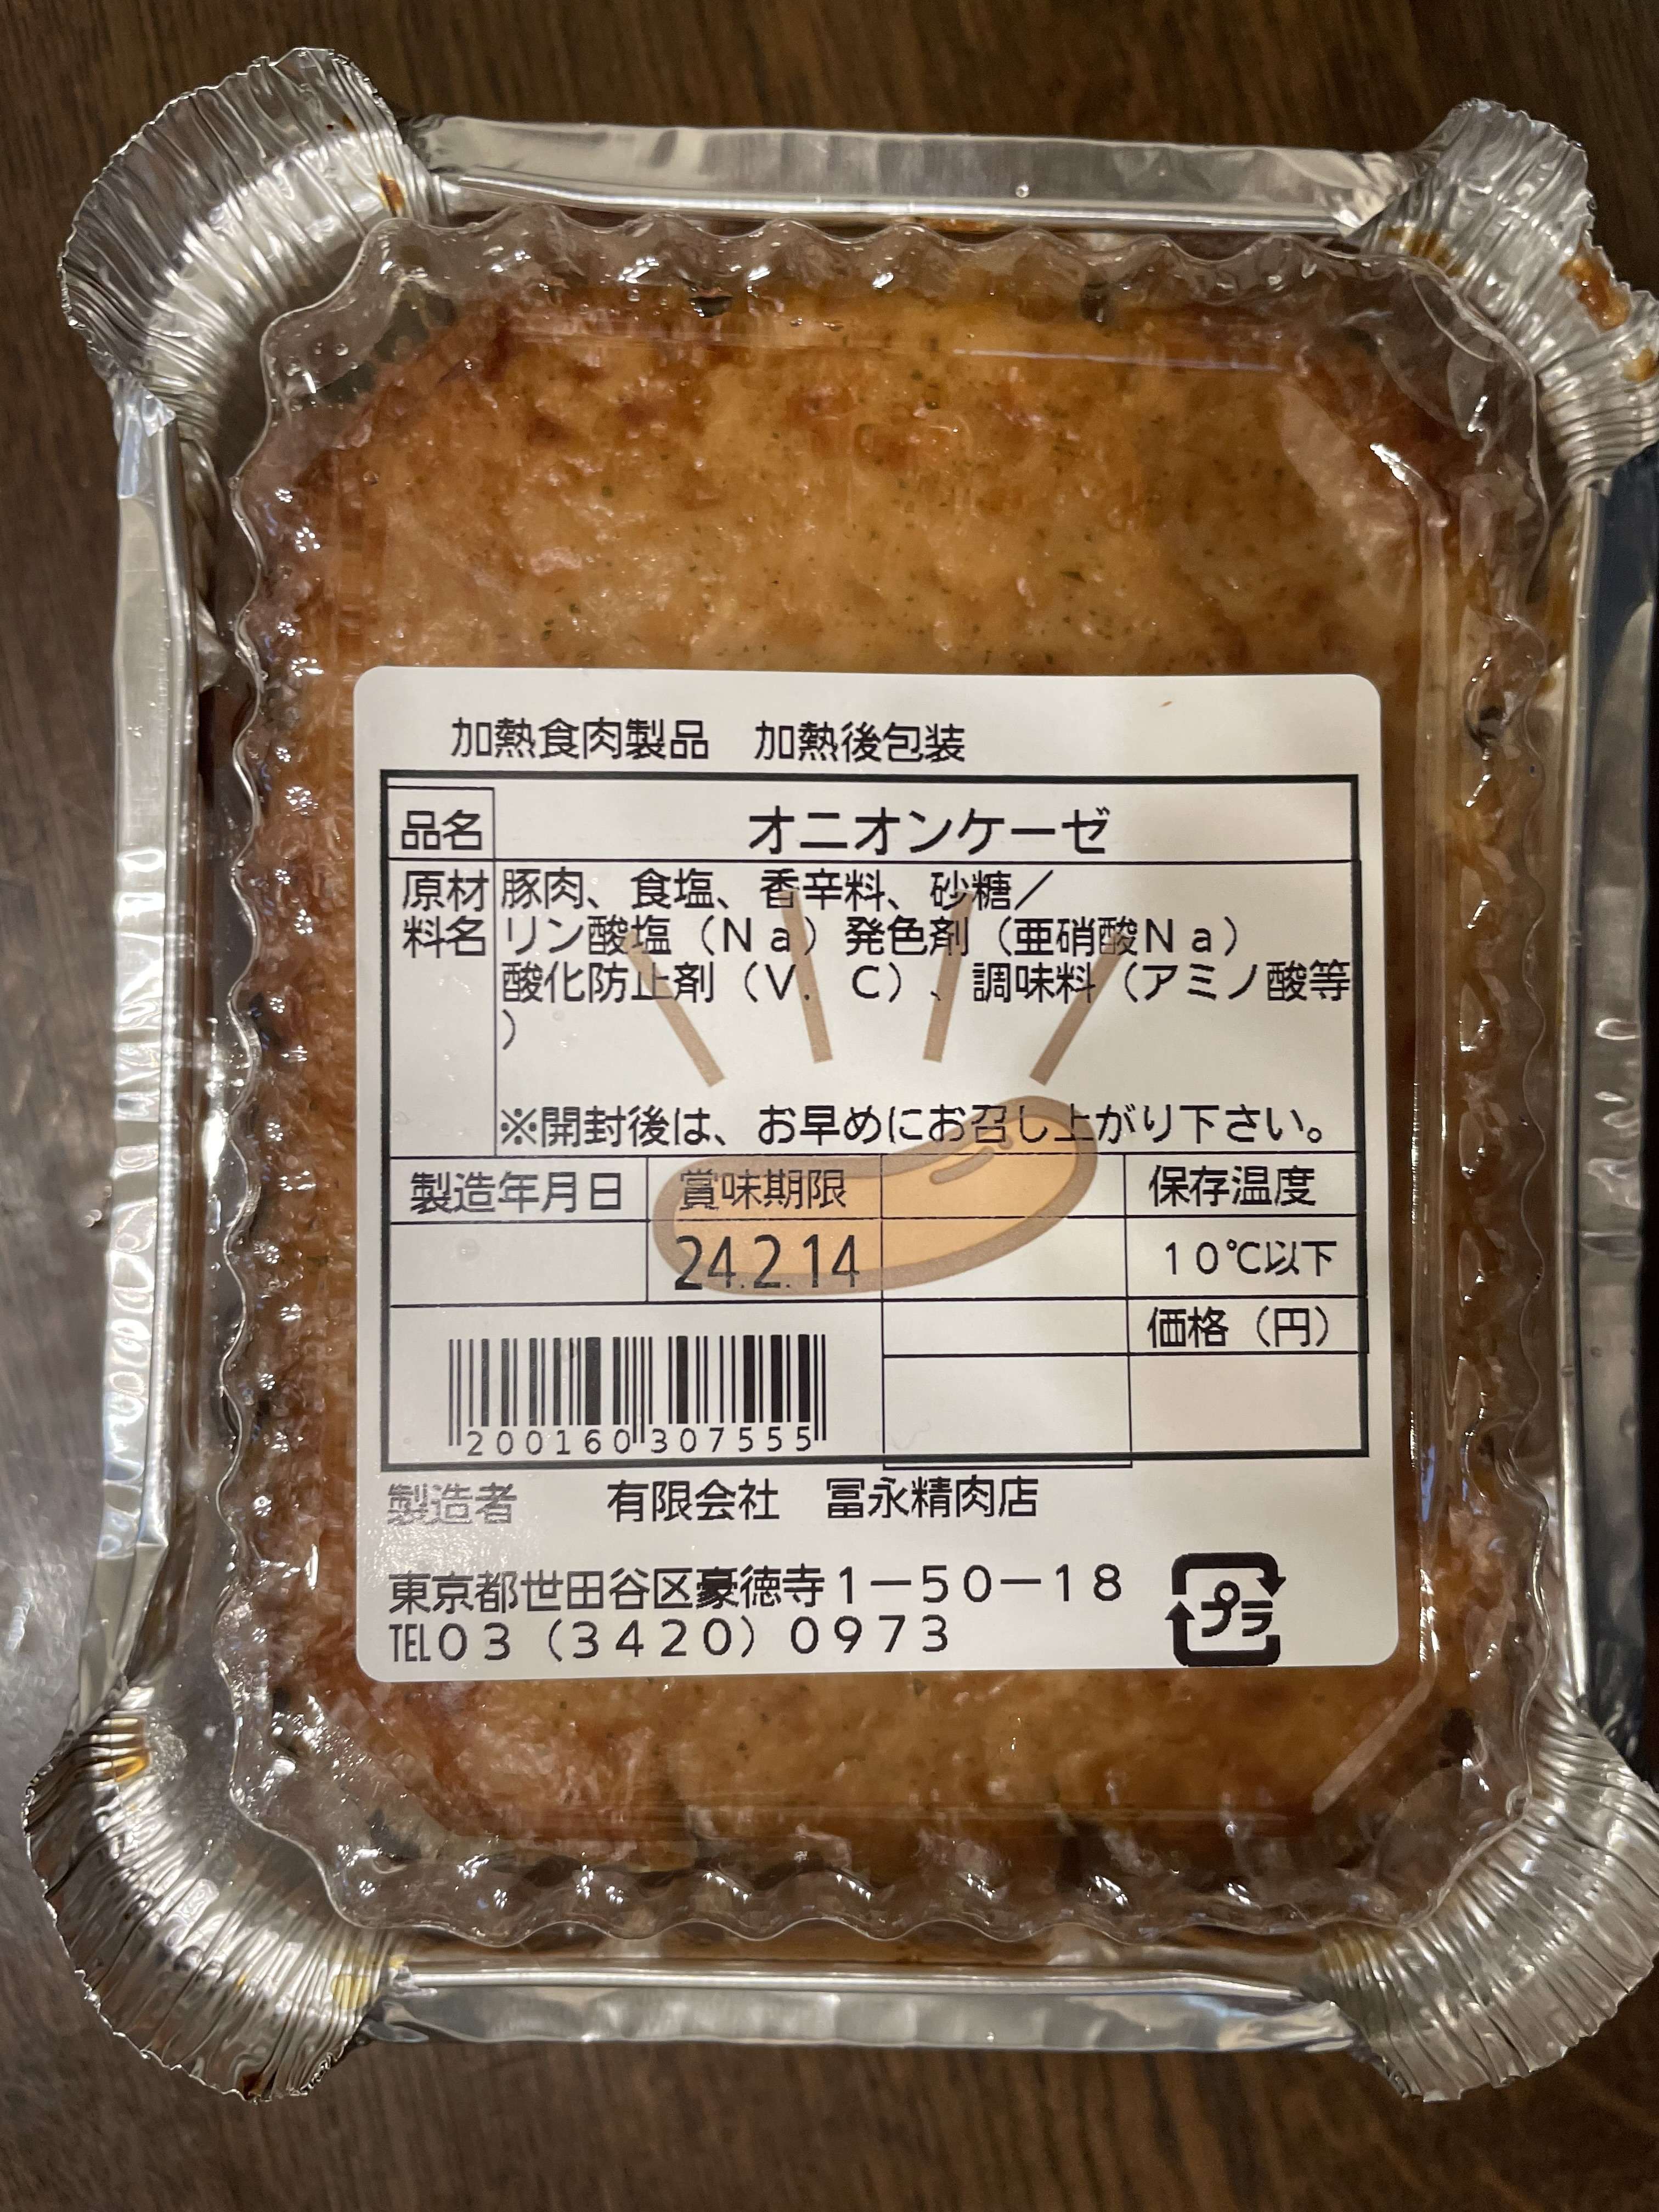 加熱食肉製品　加熱後包装
品名　オニオンケーゼ
原材料名　豚肉、食塩、香辛料、砂糖／
リン酸塩（Ｎａ）発色剤（亜硝酸Ｎａ）
酸化防止剤（Ｖ．Ｃ）、調味料（アミノ酸等
）
※開封後は、お早めにお召し上がり下さい。
製造年月日　賞味期限　保存温度
24.2.14　１０℃以下
価格（円）
200160307555
製造者　有限会社　冨永精肉店
東京都世田谷区豪徳寺１－５０－１８
TEL０３（３４２０）０９７３
プラ